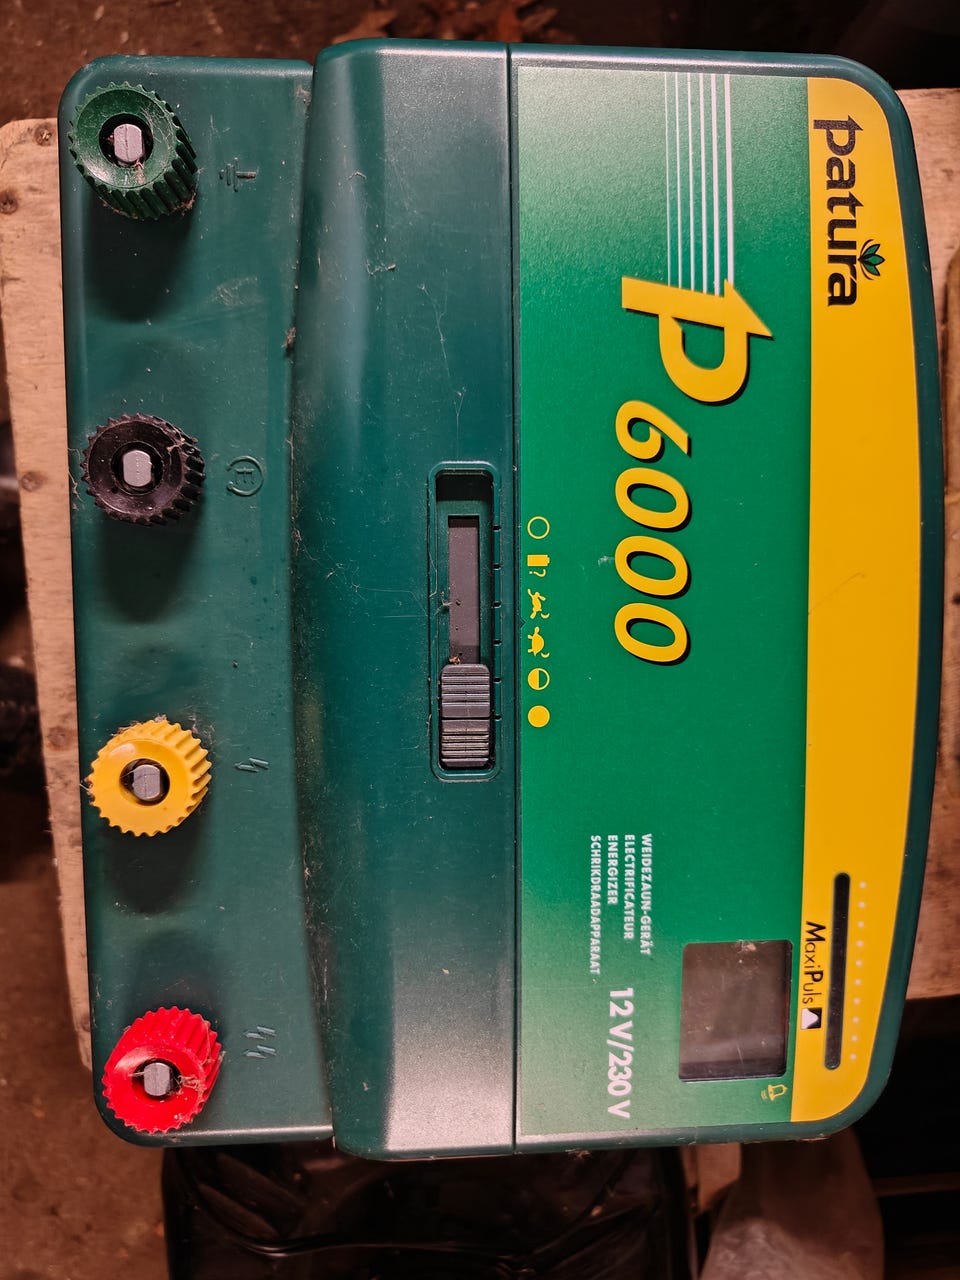 patura
P6000
MaxiPuls
WEIDEZAUN-GERÄT
ELECTRIFICATEUR
ENERGIZER
SCHRIKDRAADAPPARAAT
12 V/230 V
?
E